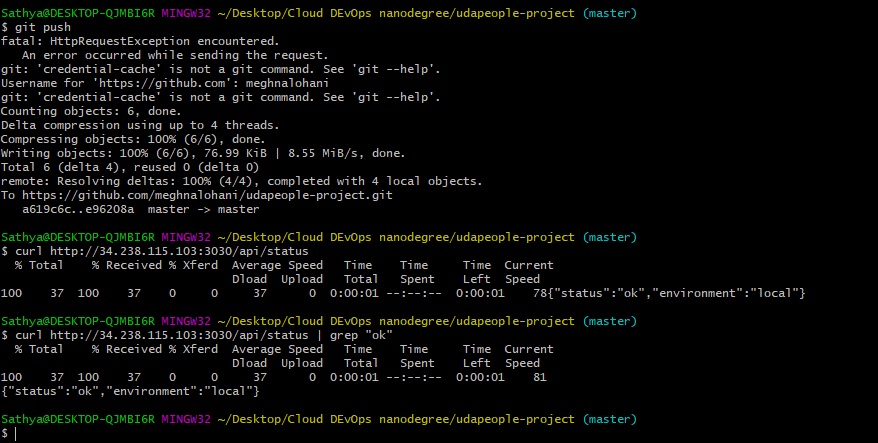 Sathya@DESKTOP-QJMBI6R MINGW32 ~/Desktop/Cloud DEvOps nanodegree/udapeople-project (master)
$ git push
fatal: HttpRequestException encountered.
   An error occurred while sending the request.
git: 'credential-cache' is not a git command. See 'git --help'.
Username for 'https://github.com': meghnalohani
git: 'credential-cache' is not a git command. See 'git --help'.
Counting objects: 6, done.
Delta compression using up to 4 threads.
Compressing objects: 100% (6/6), done.
Writing objects: 100% (6/6), 76.99 KiB | 8.55 MiB/s, done.
Total 6 (delta 4), reused 0 (delta 0)
remote: Resolving deltas: 100% (4/4), completed with 4 local objects.
To https://github.com/meghnalohani/udapeople-project.git
   a619c6c..e96208a  master -> master
Sathya@DESKTOP-QJMBI6R MINGW32 ~/Desktop/Cloud DEvOps nanodegree/udapeople-project (master)
$ curl http://34.238.115.103:3030/api/status
  % Total    % Received % Xferd  Average Speed   Time    Time     Time  Current
                                 Dload  Upload   Total   Spent    Left  Speed
100    37  100    37    0     0     37      0  0:00:01 --:--:--  0:00:01    78{"status":"ok","environment":"local"}
Sathya@DESKTOP-QJMBI6R MINGW32 ~/Desktop/Cloud DEvOps nanodegree/udapeople-project (master)
$ curl http://34.238.115.103:3030/api/status | grep "ok"
  % Total    % Received % Xferd  Average Speed   Time    Time     Time  Current
                                 Dload  Upload   Total   Spent    Left  Speed
100    37  100    37    0     0     37      0  0:00:01 --:--:--  0:00:01    81
{"status":"ok","environment":"local"}
Sathya@DESKTOP-QJMBI6R MINGW32 ~/Desktop/Cloud DEvOps nanodegree/udapeople-project (master)
$